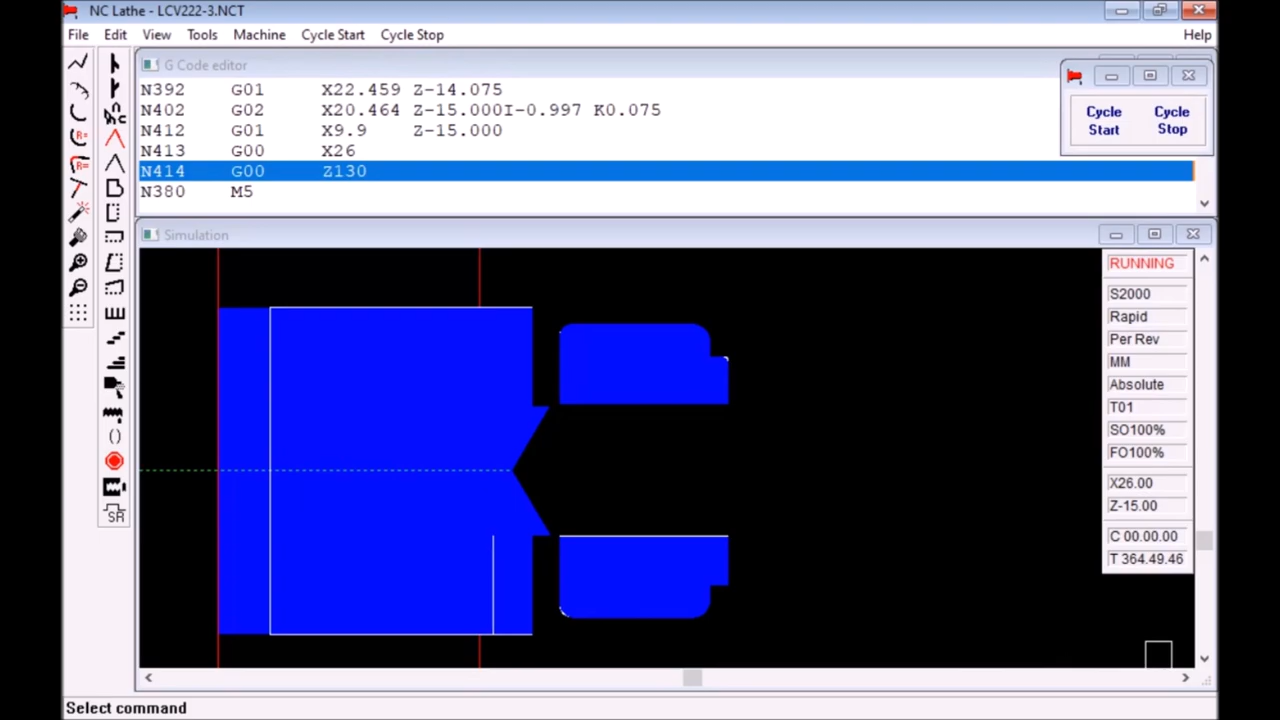 NC Lathe - LCV222-3.NCT
File Edit View Tools Machine Cycle Start Cycle Stop Help
G Code editor
N392 G01 X22.459 Z-14.075
N402 G02 X20.464 Z-15.000I-0.997 K0.075
N412 G01 X9.9 Z-15.000
N413 G00 X26
N414 G00 Z130
N380 M5
Cycle Start
Cycle Stop
Simulation
RUNNING
S2000
Rapid
Per Rev
MM
Absolute
T01
SO100%
FO100%
X26.00
Z-15.00
C 00.00.00
T 364.49.46
R=
R=
( )
SR
Select command